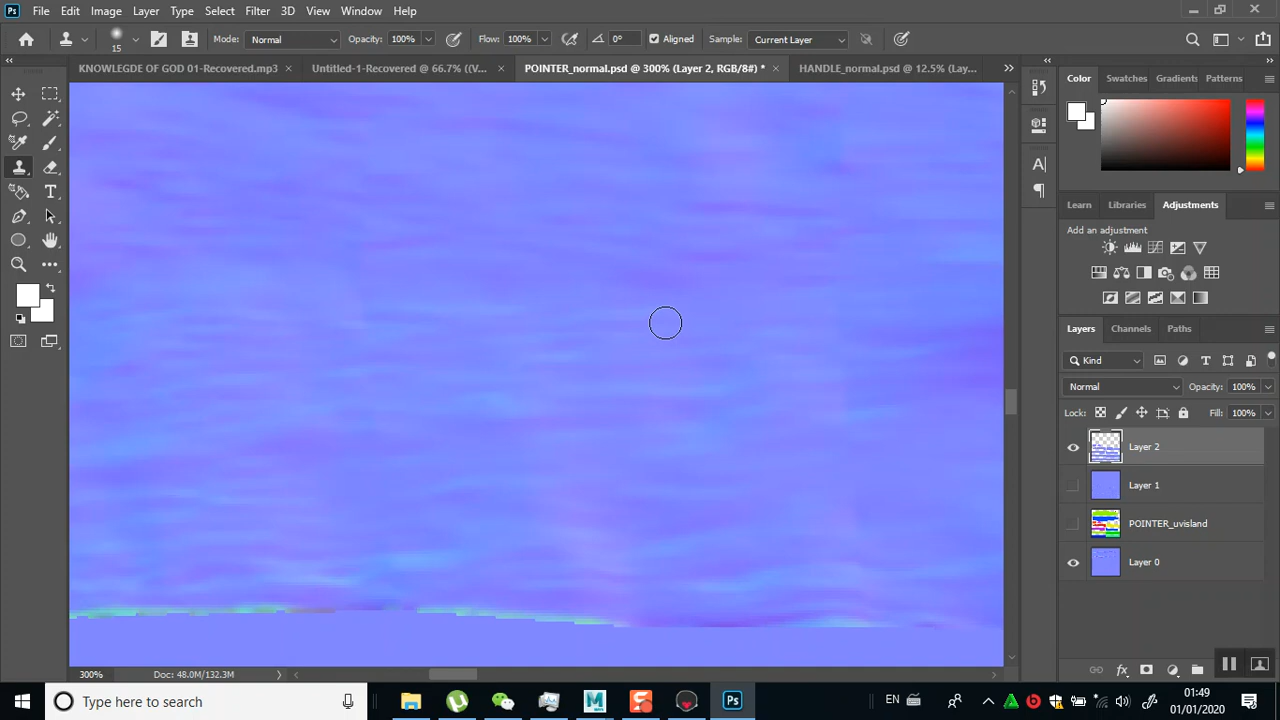 Ps File Edit Image Layer Type Select Filter 3D View Window Help
15 Mode: Normal Opacity: 100% Flow: 100% 0° Aligned Sample: Current Layer
KNOWLEGDE OF GOD 01-Recovered.mp3 × Untitled-1-Recovered @ 66.7% ((V... × POINTER_normal.psd @ 300% (Layer 2, RGB/8#) * × HANDLE_normal.psd @ 12.5% (Lay... »
Color Swatches Gradients Patterns
Learn Libraries Adjustments
Add an adjustment
Layers Channels Paths
Kind
Normal Opacity: 100%
Lock: Fill: 100%
Layer 2
Layer 1
POINTER_uvisland
Layer 0
300% Doc: 48.0M/132.3M
Type here to search
Ps
EN
01:49
01/01/2020